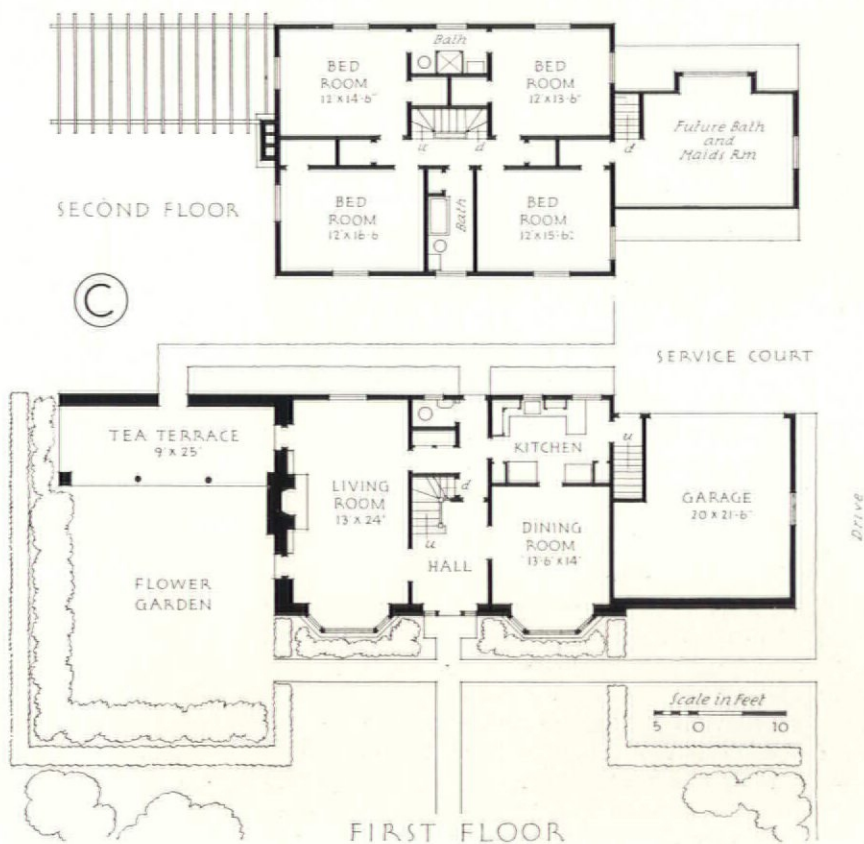 Bath
BED
ROOM
12' X 14'-6"
BED
ROOM
12' X 13'-6"
u
d
d
Future Bath
and
Maids Rm
SECOND FLOOR
BED
ROOM
12' X 16'-6
Bath
BED
ROOM
12' X 15'-6"
C
SERVICE COURT
TEA TERRACE
9' X 25'
KITCHEN
u
LIVING
ROOM
13' X 24'
d
u
GARAGE
20' X 21'-6"
DINING
ROOM
13'-6" X 14'
HALL
FLOWER
GARDEN
Drive
Scale in Feet
5 0 10
FIRST FLOOR